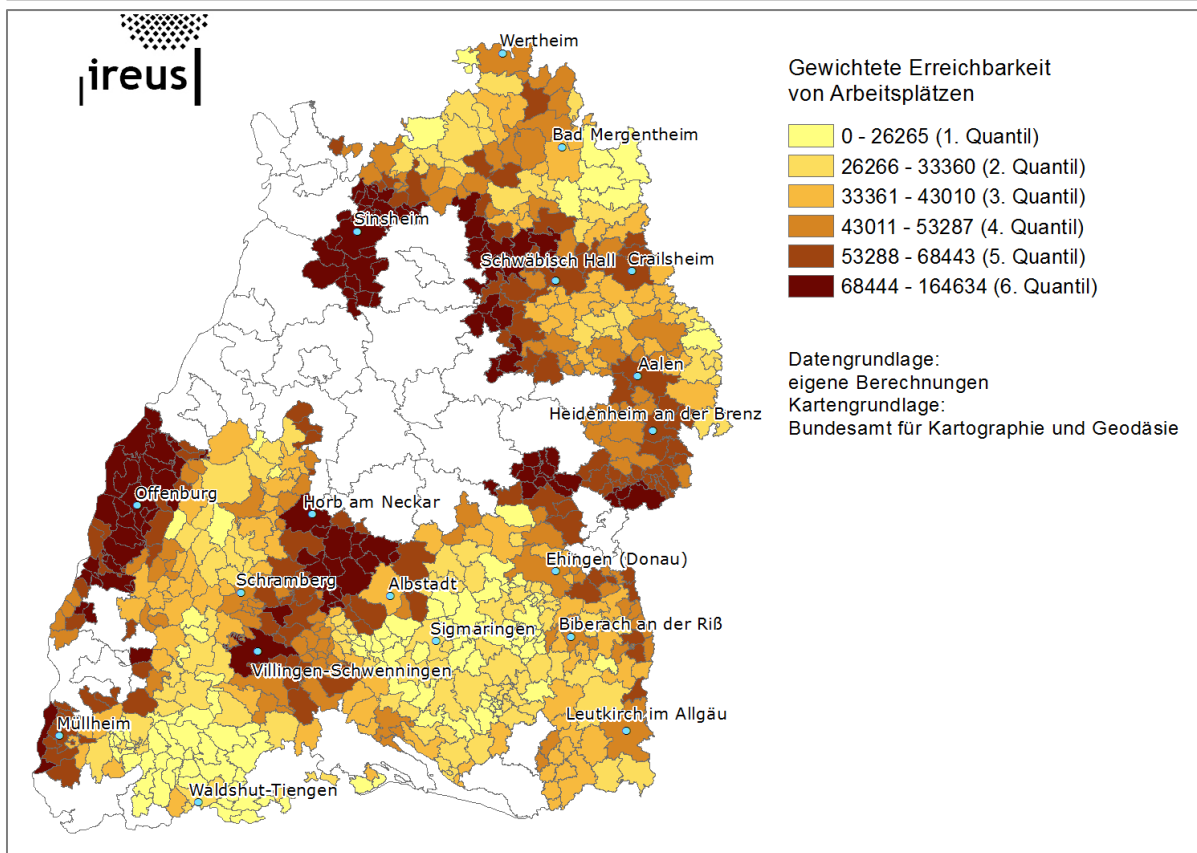 ireus
Wertheim
Bad Mergentheim
Sinsheim
Schwäbisch Hall
Crailsheim
Aalen
Heidenheim an der Brenz
Offenburg
Horb am Neckar
Ehingen (Donau)
Schramberg
Albstadt
Biberach an der Riß
Sigmaringen
Villingen-Schwenningen
Leutkirch im Allgäu
Müllheim
Waldshut-Tiengen
Gewichtete Erreichbarkeit
von Arbeitsplätzen
0 - 26265 (1. Quantil)
26266 - 33360 (2. Quantil)
33361 - 43010 (3. Quantil)
43011 - 53287 (4. Quantil)
53288 - 68443 (5. Quantil)
68444 - 164634 (6. Quantil)
Datengrundlage:
eigene Berechnungen
Kartengrundlage:
Bundesamt für Kartographie und Geodäsie